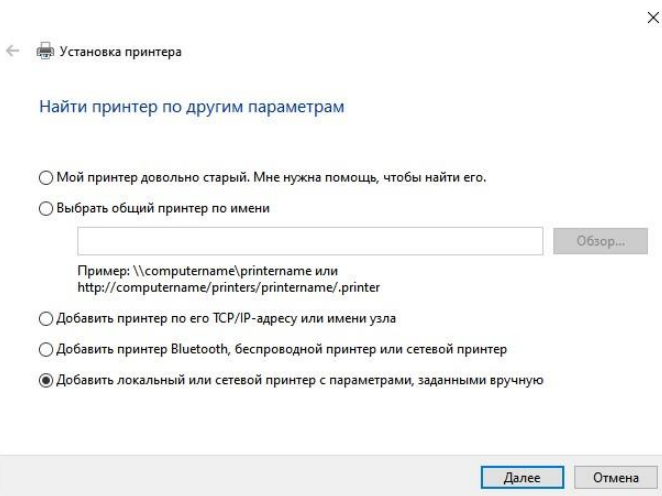 Установка принтера
Найти принтер по другим параметрам
Мой принтер довольно старый. Мне нужна помощь, чтобы найти его.
Выбрать общий принтер по имени
Обзор...
Пример: \\computername\printername или
http://computername/printers/printername/.printer
Добавить принтер по его TCP/IP-адресу или имени узла
Добавить принтер Bluetooth, беспроводной принтер или сетевой принтер
Добавить локальный или сетевой принтер с параметрами, заданными вручную
Далее
Отмена